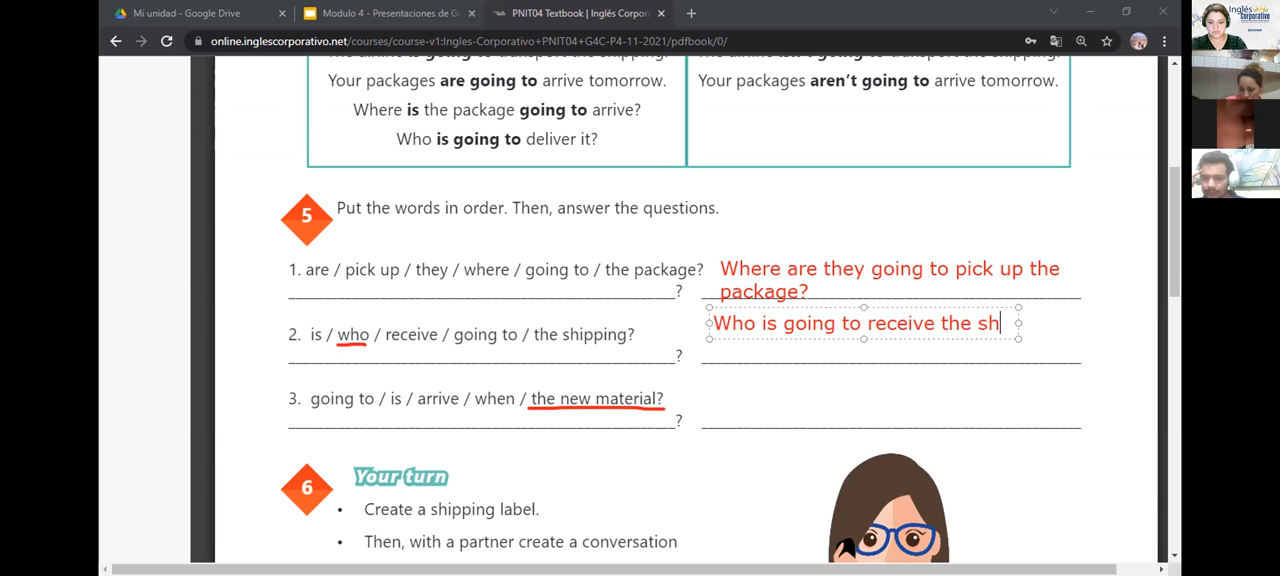 Mi unidad - Google Drive
Modulo 4 - Presentaciones de G
PNIT04 Textbook | Inglés Corpor
online.inglescorporativo.net/courses/course-v1:Ingles-Corporativo+PNIT04+G4C-P4-11-2021/pdfbook/0/
Inglés
Corporativo
Your packages are going to arrive tomorrow.
Your packages aren't going to arrive tomorrow.
Where is the package going to arrive?
Who is going to deliver it?
5
Put the words in order. Then, answer the questions.
1. are / pick up / they / where / going to / the package?
Where are they going to pick up the
package?
?
Who is going to receive the sh
2. is / who / receive / going to / the shipping?
?
3. going to / is / arrive / when / the new material?
?
6
Your turn
• Create a shipping label.
• Then, with a partner create a conversation